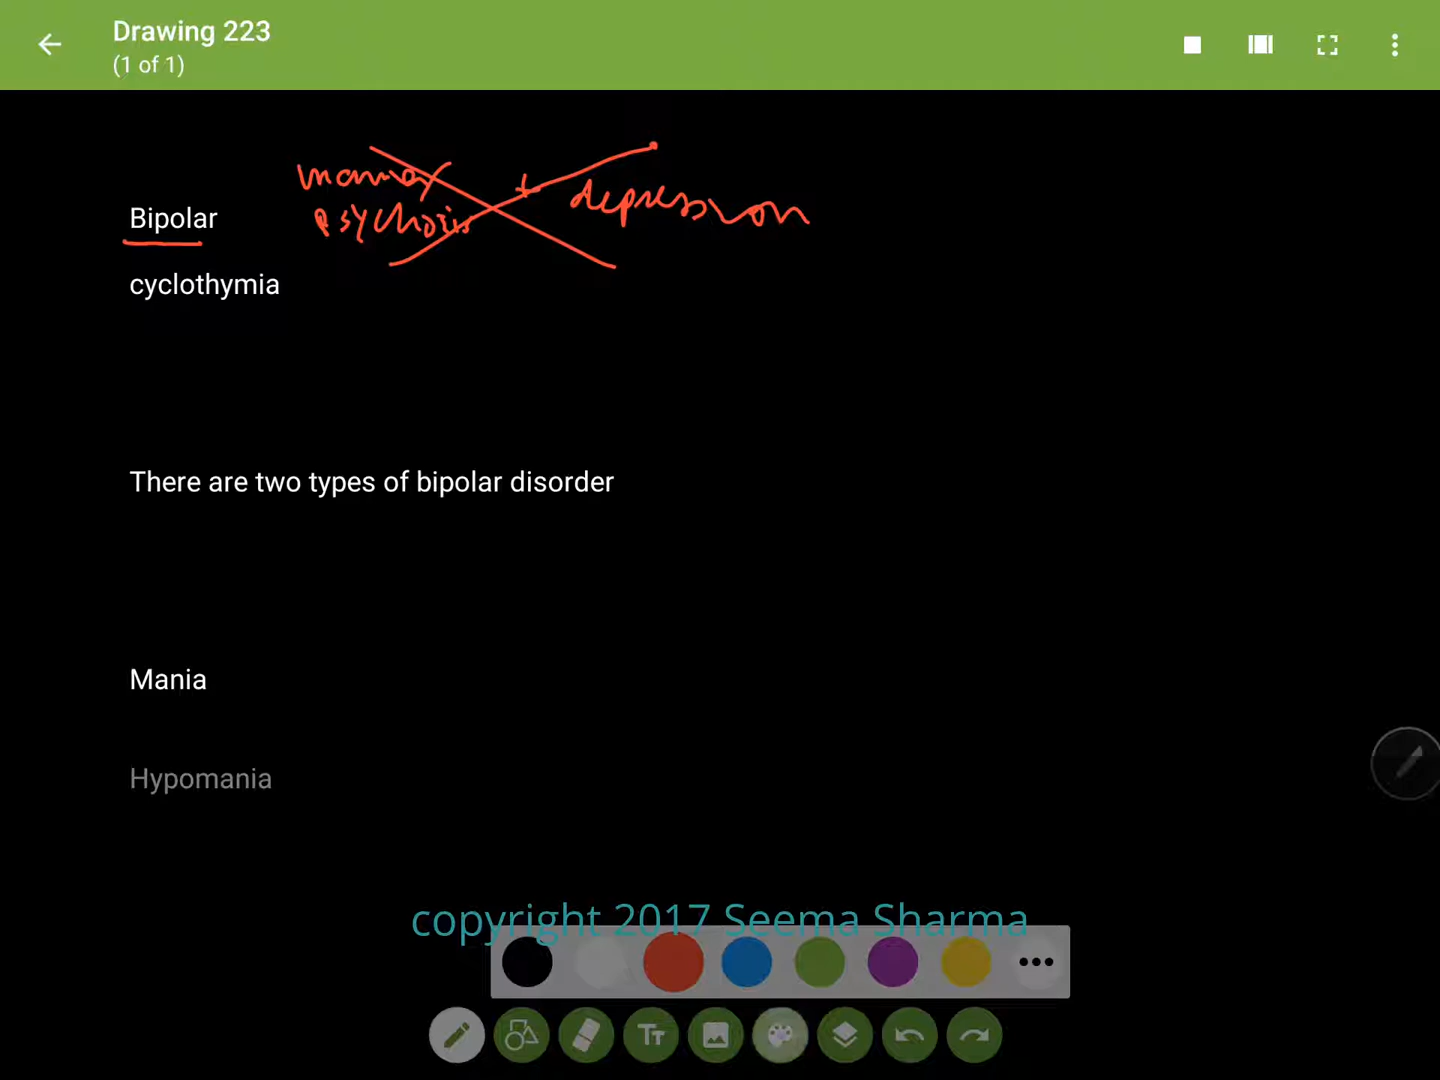 Drawing 223
(1 of 1)
+ depression
Bipolar psychosis
cyclothymia
There are two types of bipolar disorder
Mania
Hypomania
copyright 2017 Seema Sharma
Tт